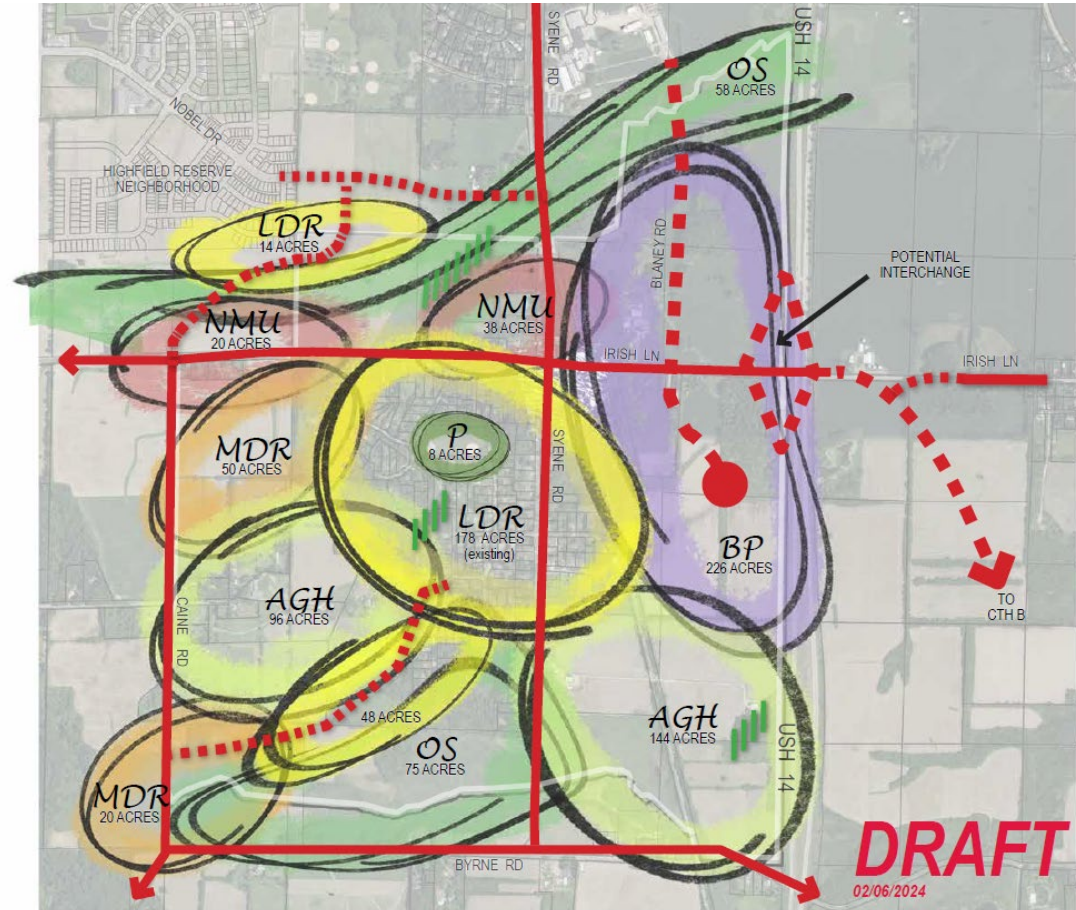 SYENE RD
USH 14
OS
58 ACRES
NOBEL DR
HIGHFIELD RESERVE
NEIGHBORHOOD
LDR
14 ACRES
BLANEY RD
POTENTIAL
INTERCHANGE
NMU
20 ACRES
NMU
38 ACRES
IRISH LN
IRISH LN
MDR
50 ACRES
P
8 ACRES
SYENE RD
LDR
178 ACRES
(existing)
BP
226 ACRES
AGH
96 ACRES
CAINE RD
TO
CTH B
48 ACRES
OS
75 ACRES
AGH
144 ACRES
USH 14
MDR
20 ACRES
BYRNE RD
DRAFT
02/06/2024